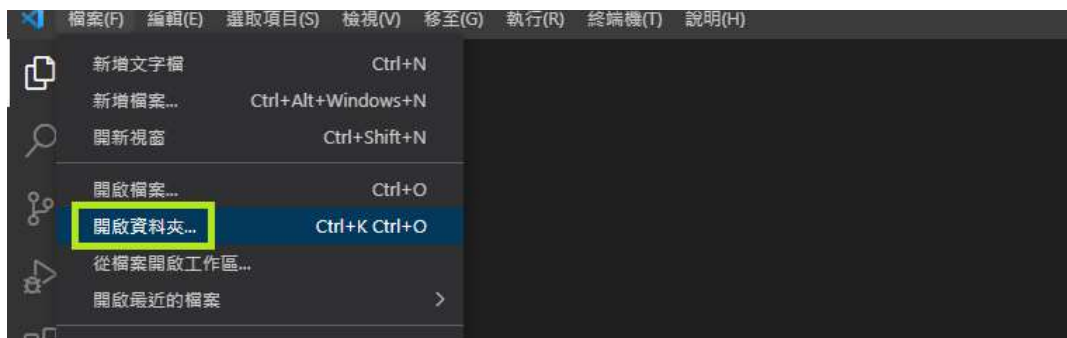 檔案(F) 編輯(E) 選取項目(S) 檢視(V) 移至(G) 執行(R) 終端機(T) 說明(H)
新增文字檔 Ctrl+N
新增檔案... Ctrl+Alt+Windows+N
開新視窗 Ctrl+Shift+N
開啟檔案... Ctrl+O
開啟資料夾... Ctrl+K Ctrl+O
從檔案開啟工作區...
開啟最近的檔案